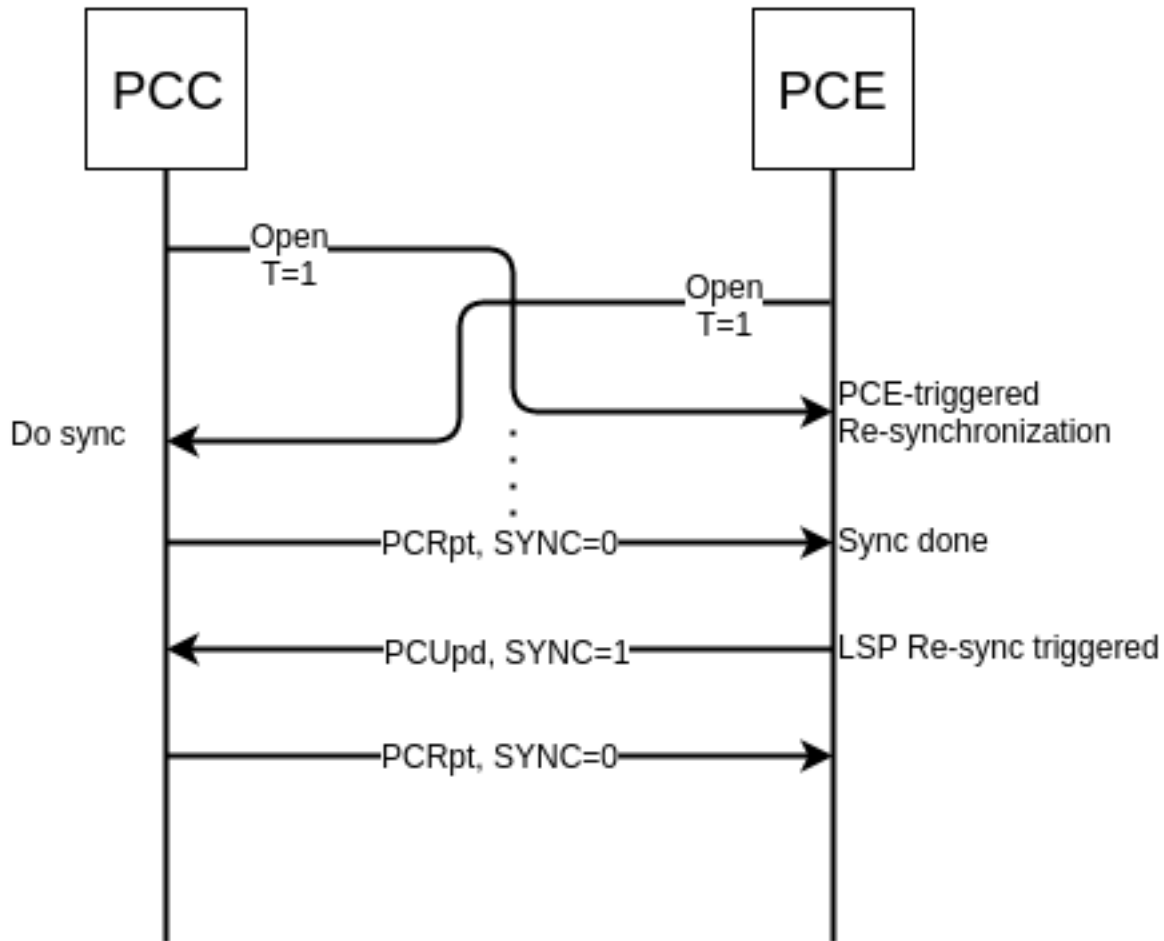 PCC
PCE
Open
T=1
Open
T=1
PCE-triggered
Re-synchronization
Do sync
PCRpt, SYNC=0
Sync done
PCUpd, SYNC=1
LSP Re-sync triggered
PCRpt, SYNC=0